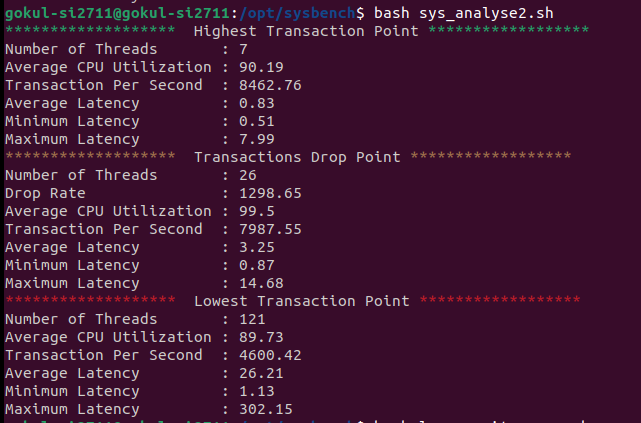 gokul-si2711@gokul-si2711:/opt/sysbench$ bash sys_analyse2.sh
*******************  Highest Transaction Point ******************
Number of Threads       : 7
Average CPU Utilization : 90.19
Transaction Per Second  : 8462.76
Average Latency         : 0.83
Minimum Latency         : 0.51
Maximum Latency         : 7.99
*******************  Transactions Drop Point ******************
Number of Threads       : 26
Drop Rate               : 1298.65
Average CPU Utilization : 99.5
Transaction Per Second  : 7987.55
Average Latency         : 3.25
Minimum Latency         : 0.87
Maximum Latency         : 14.68
*******************  Lowest Transaction Point ******************
Number of Threads       : 121
Average CPU Utilization : 89.73
Transaction Per Second  : 4600.42
Average Latency         : 26.21
Minimum Latency         : 1.13
Maximum Latency         : 302.15